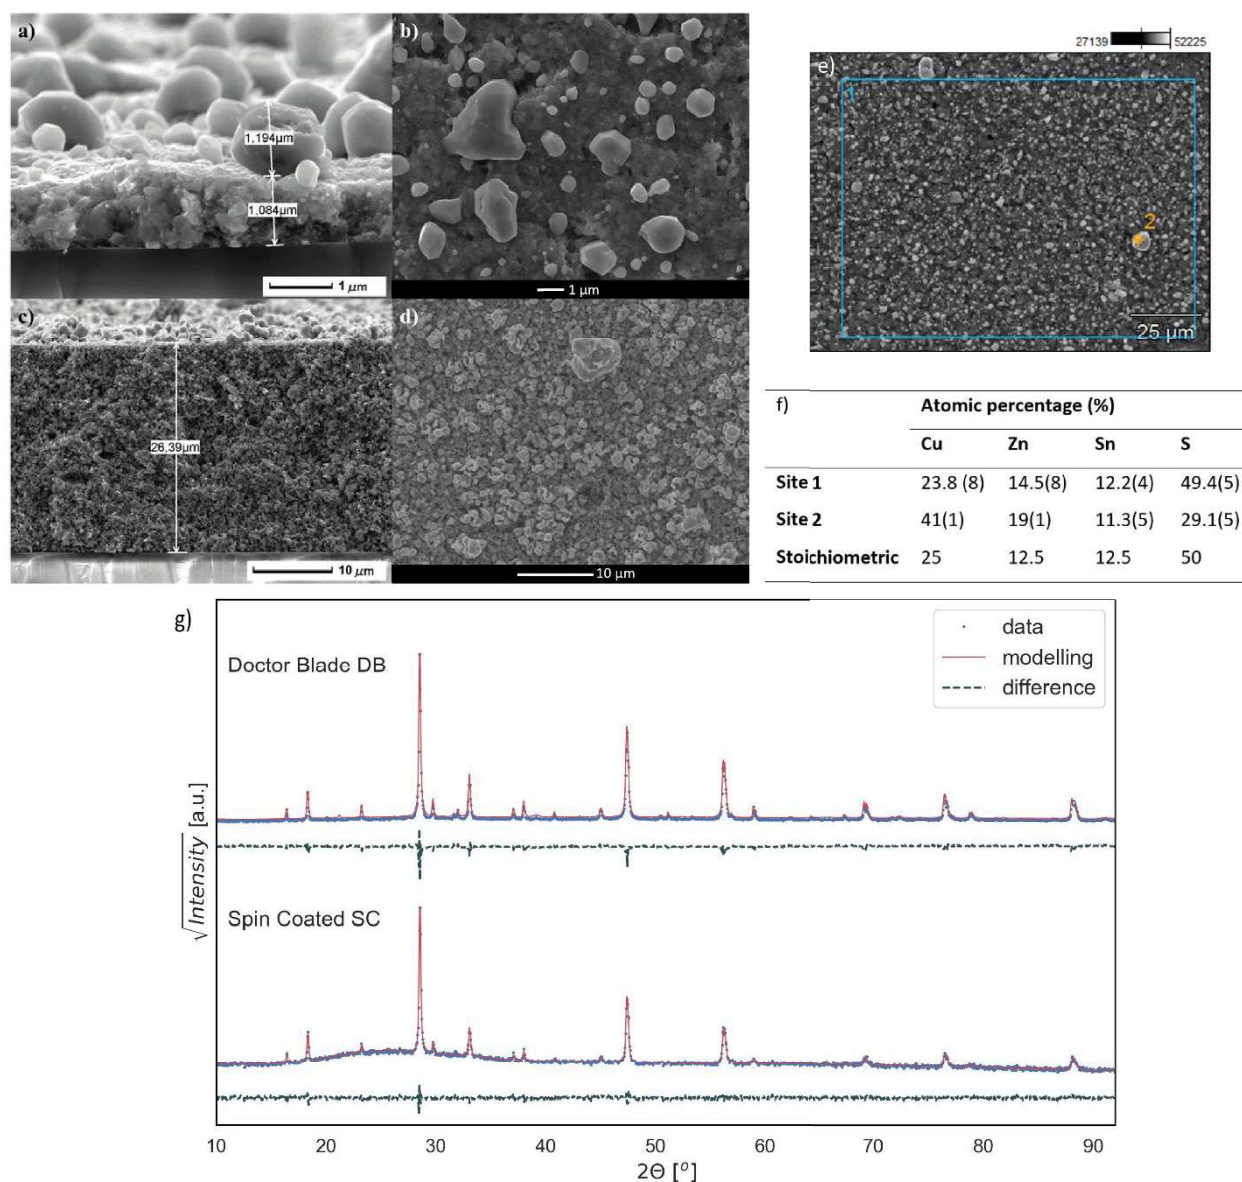 a)
1,194µm
1,084µm
1 µm
b)
1 µm
c)
26,39µm
10 µm
d)
10 µm
27139 52225
e)
1
2
25 µm
f) Atomic percentage (%)
Cu Zn Sn S
Site 1 23.8 (8) 14.5(8) 12.2(4) 49.4(5)
Site 2 41(1) 19(1) 11.3(5) 29.1(5)
Stoichiometric 25 12.5 12.5 50
g)
data
modelling
difference
Doctor Blade DB
Spin Coated SC
√Intensity [a.u.]
10 20 30 40 50 60 70 80 90
2Θ [°]